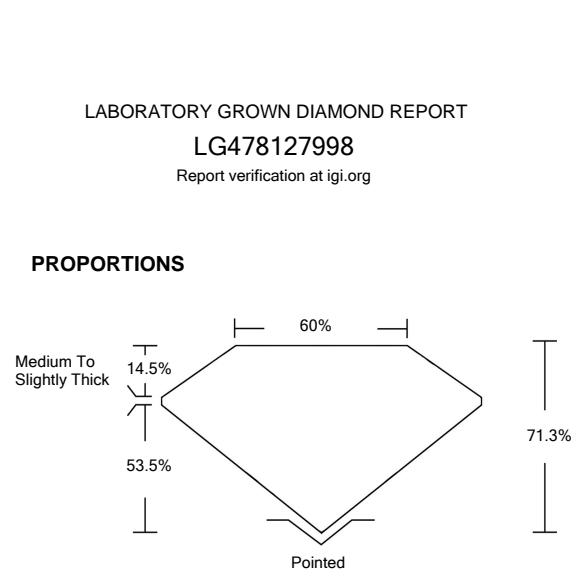 LABORATORY GROWN DIAMOND REPORT
LG478127998
Report verification at igi.org
PROPORTIONS
60%
Medium To
Slightly Thick
14.5%
71.3%
53.5%
Pointed